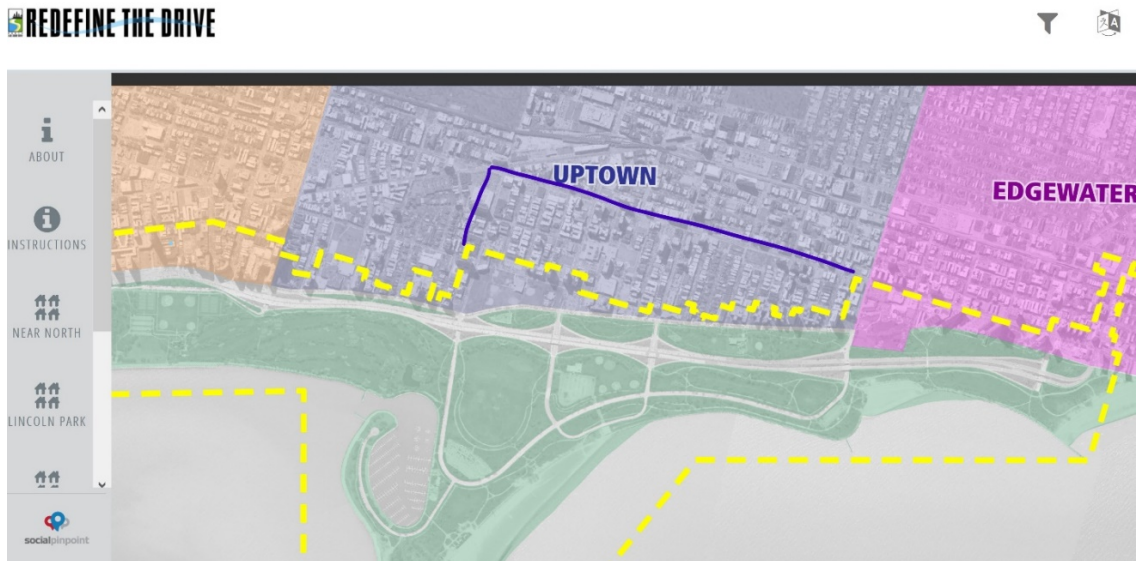 REDEFINE THE DRIVE
ABOUT
INSTRUCTIONS
NEAR NORTH
LINCOLN PARK
socialpinpoint
UPTOWN
EDGEWATER